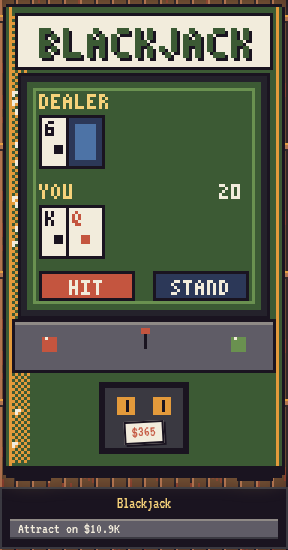 BLACKJACK
DEALER
6
YOU 20
K Q
HIT STAND
$365
Blackjack
Attract on $10.9K